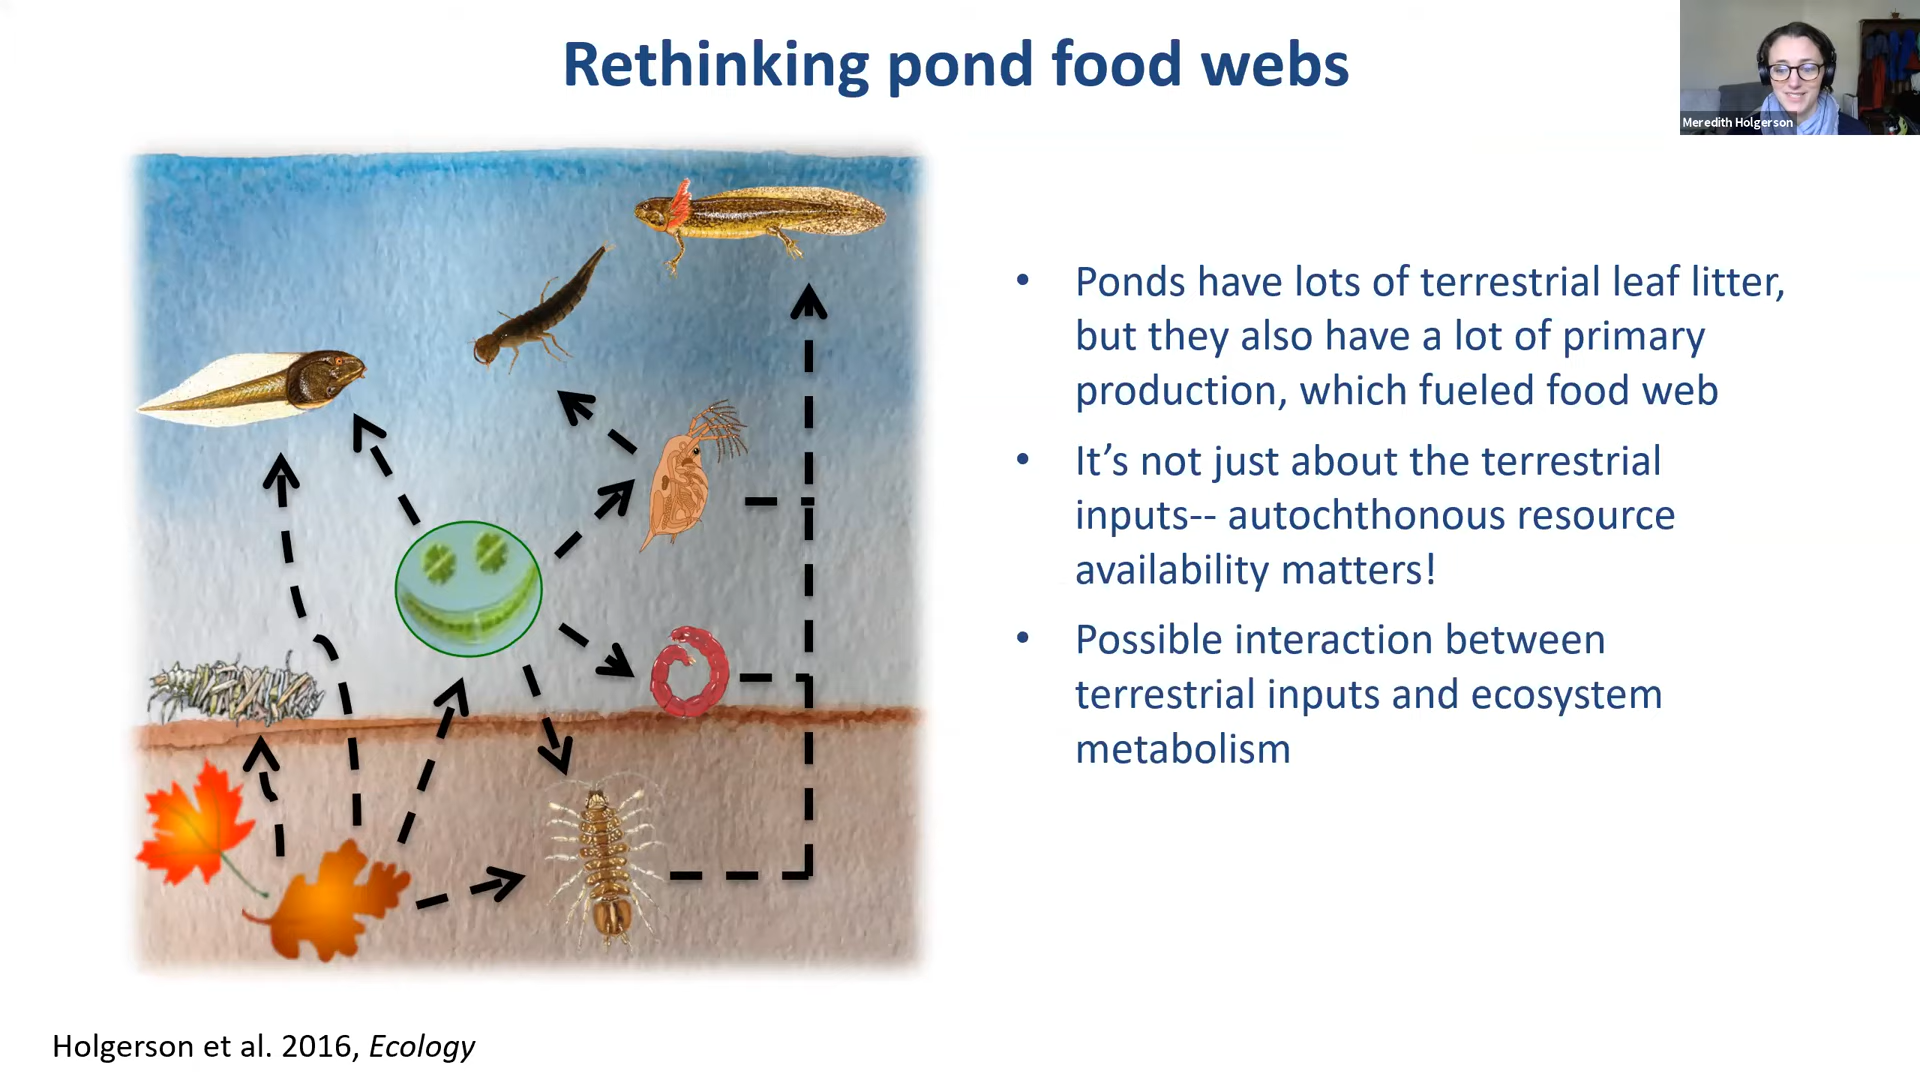 Rethinking pond food webs
Meredith Holgerson
• Ponds have lots of terrestrial leaf litter,
but they also have a lot of primary
production, which fueled food web
• It’s not just about the terrestrial
inputs-- autochthonous resource
availability matters!
• Possible interaction between
terrestrial inputs and ecosystem
metabolism
Holgerson et al. 2016, Ecology